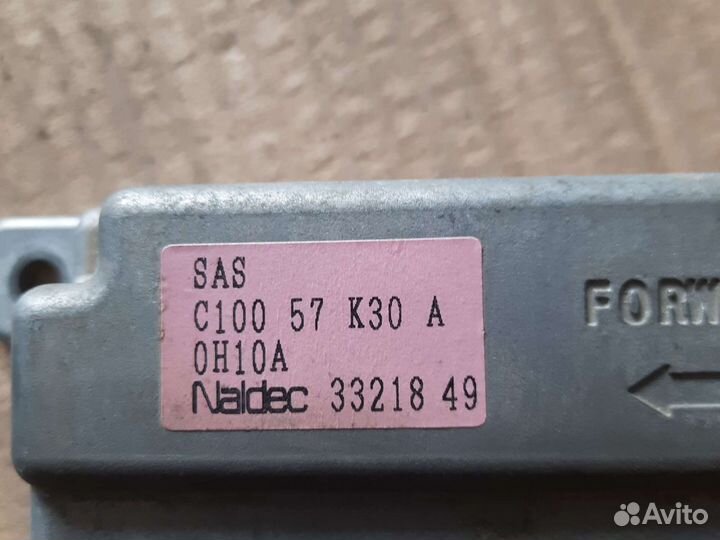 SAS
C100 57 K30 A
0H10A
Naldec 33218 49
FORW
Avito